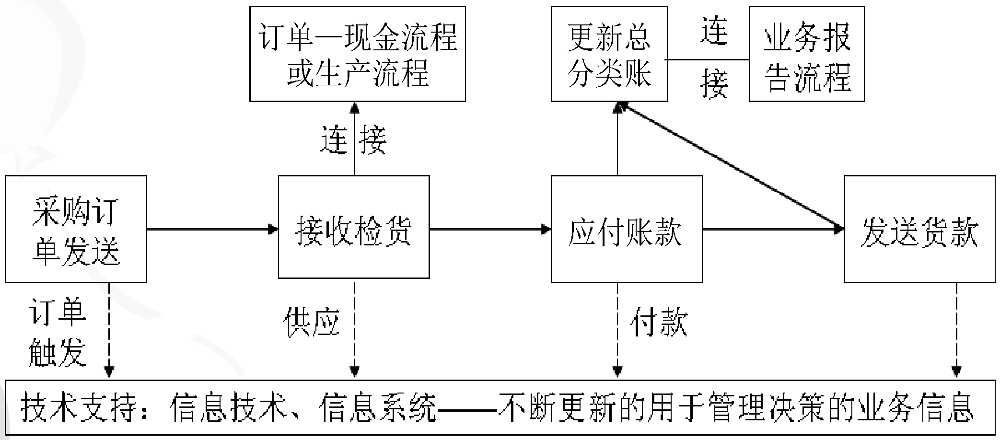 订单—现金流程
或生产流程
更新总
分类账
连
接
业务报
告流程
连接
采购订
单发送
接收检货
应付账款
发送货款
订单
触发
供应
付款
技术支持：信息技术、信息系统——不断更新的用于管理决策的业务信息